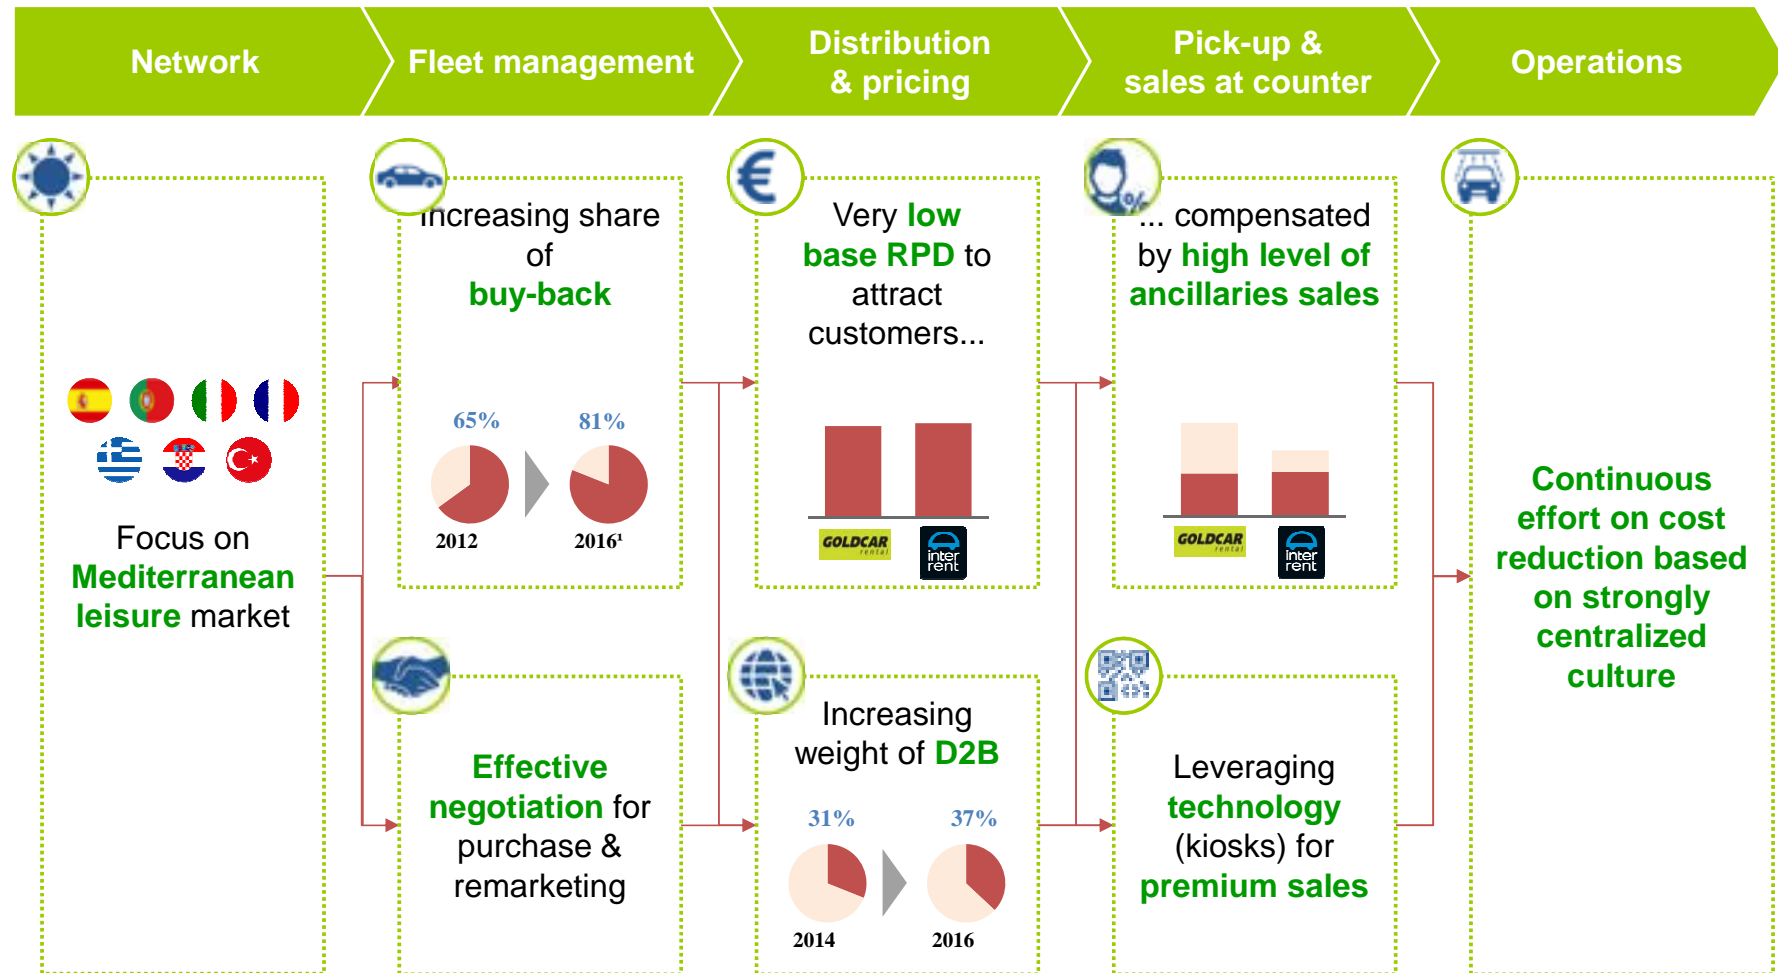 Network
Fleet management
Distribution
& pricing
Pick-up &
sales at counter
Operations
Focus on
Mediterranean
leisure market
Increasing share
of
buy-back
65%
81%
2012
2016¹
Effective
negotiation for
purchase &
remarketing
Very low
base RPD to
attract
customers...
GOLDCAR
rental
inter
rent
Increasing
weight of D2B
31%
37%
2014
2016
%
... compensated
by high level of
ancillaries sales
GOLDCAR
rental
inter
rent
Leveraging
technology
(kiosks) for
premium sales
Continuous
effort on cost
reduction based
on strongly
centralized
culture